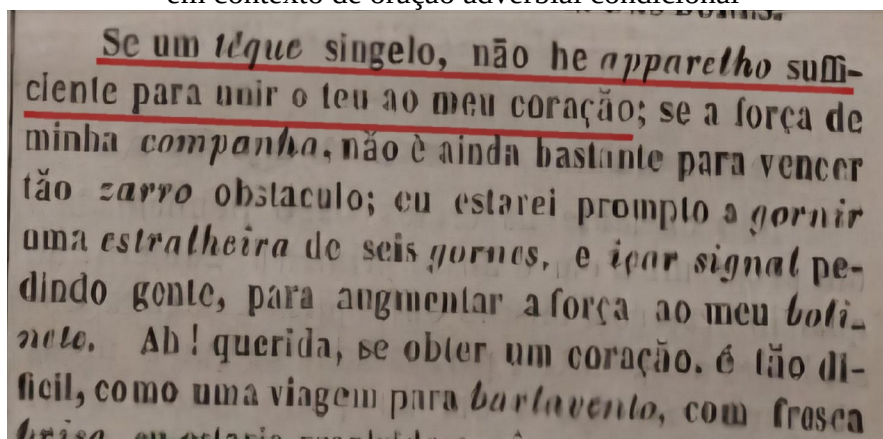 em contexto de oração adverbial condicional
Se um téque singelo, não he apparelho suffi-
ciente para unir o teu ao meu coração; se a força de
minha companha, não è ainda bastante para vencer
tão zarro obstaculo; eu estarei prompto a gornir
uma estralheira de seis gornes, e içar signal pe-
dindo gente, para augmentar a força ao meu boli-
nete. Ah! querida, se obter um coração. é tão di-
ficil, como uma viagem para barlavento, com fresca